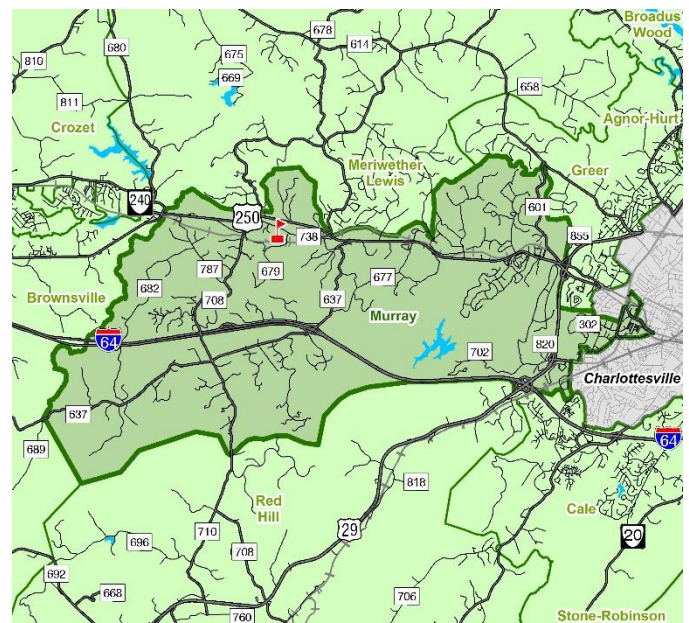 Broadus
Wood
678
680
614
675
810
669
658
811
Agnor-Hurt
Crozet
Meriwether
Lewis
Greer
240
250
601
738
855
787
679
677
682
Brownsville
708
637
Murray
302
64
702
820
Charlottesville
637
64
689
818
Red
Hill
29
Cale
20
696
710
708
692
668
706
760
Stone-Robinson